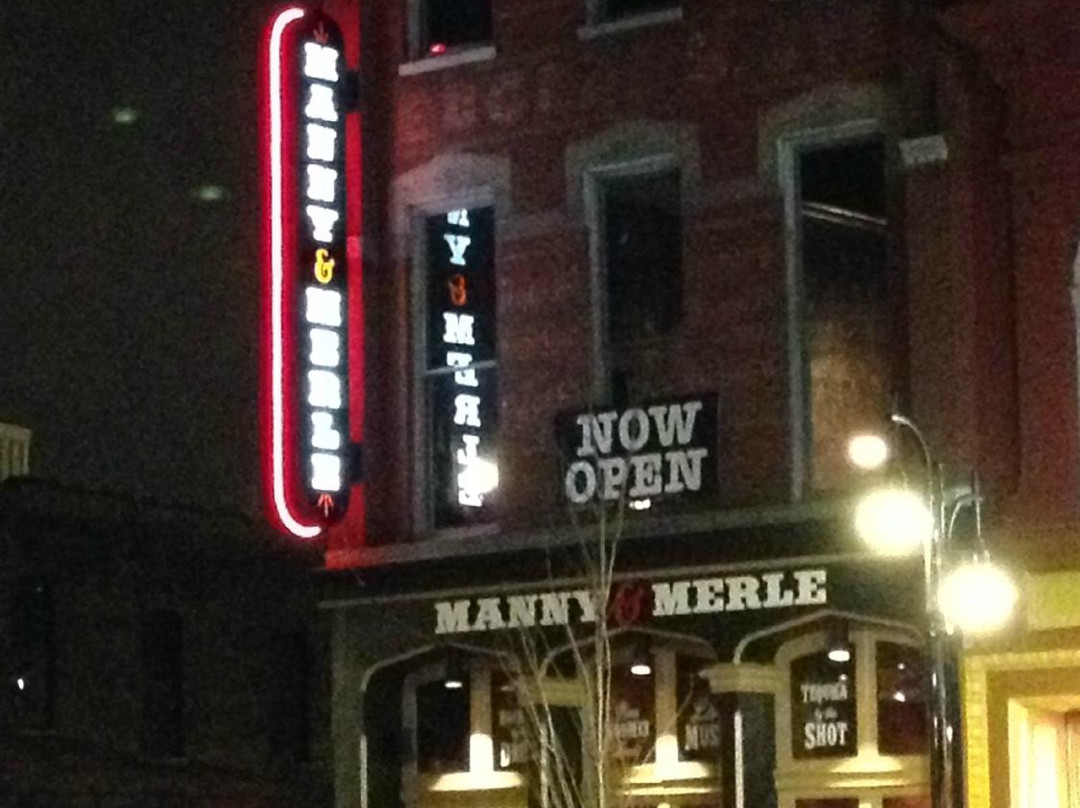 MANNY & MERLE
NOW
OPEN
MANNY & MERLE
TEQUILA
by the
SHOT